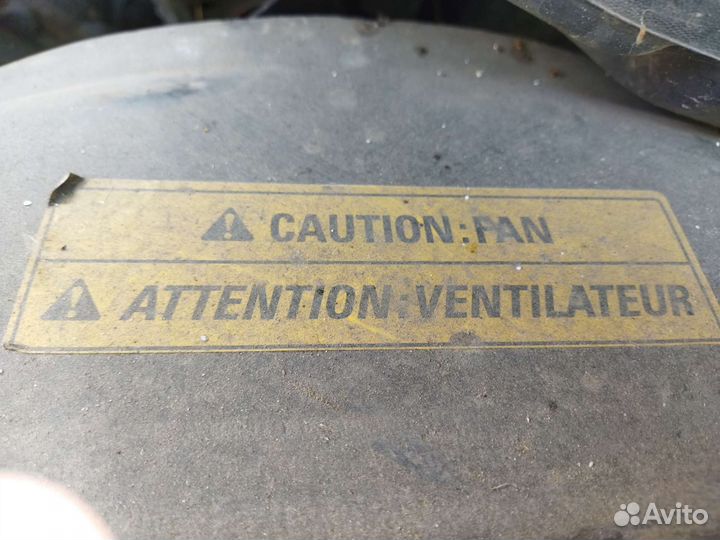 CAUTION: FAN
ATTENTION: VENTILATEUR
Avito